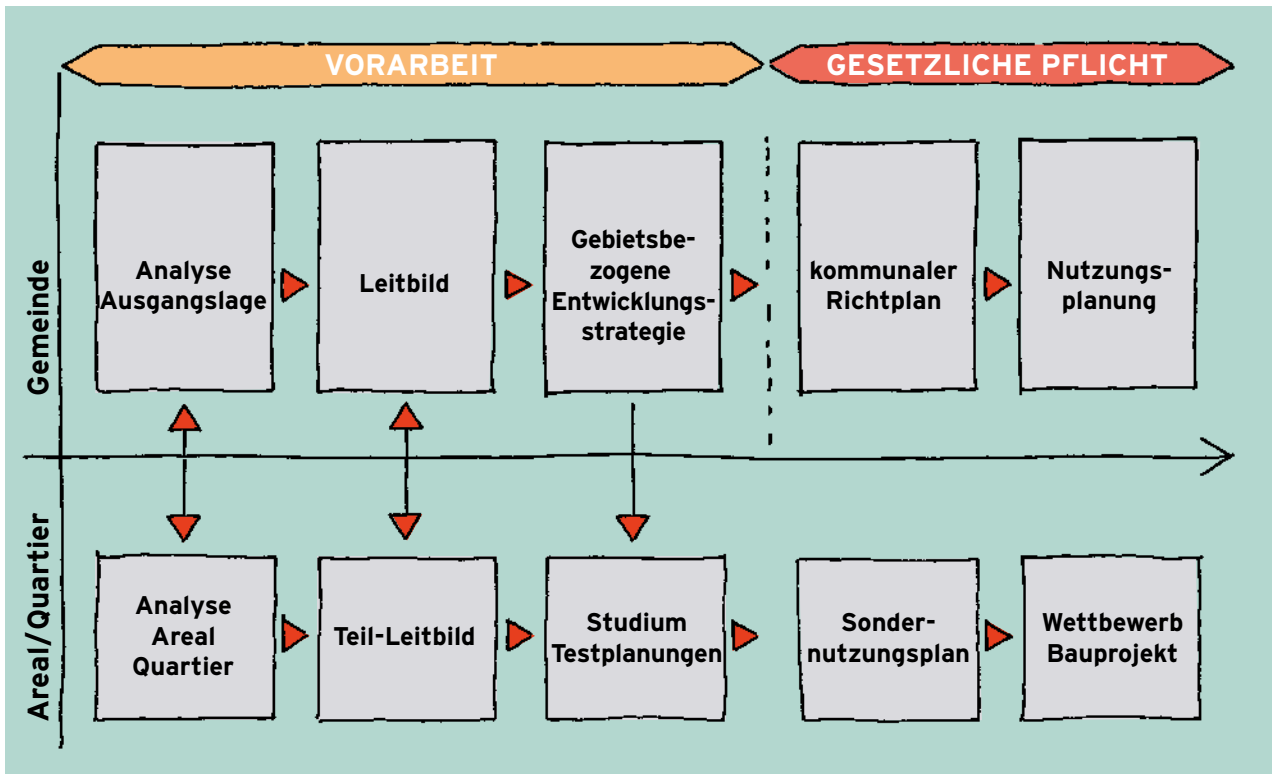 VORARBEIT
GESETZLICHE PFLICHT
Gemeinde
Analyse
Ausgangslage
Leitbild
Gebietsbe-
zogene
Entwicklungs-
strategie
kommunaler
Richtplan
Nutzungs-
planung
Areal/Quartier
Analyse
Areal
Quartier
Teil-Leitbild
Studium
Testplanungen
Sonder-
nutzungsplan
Wettbewerb
Bauprojekt